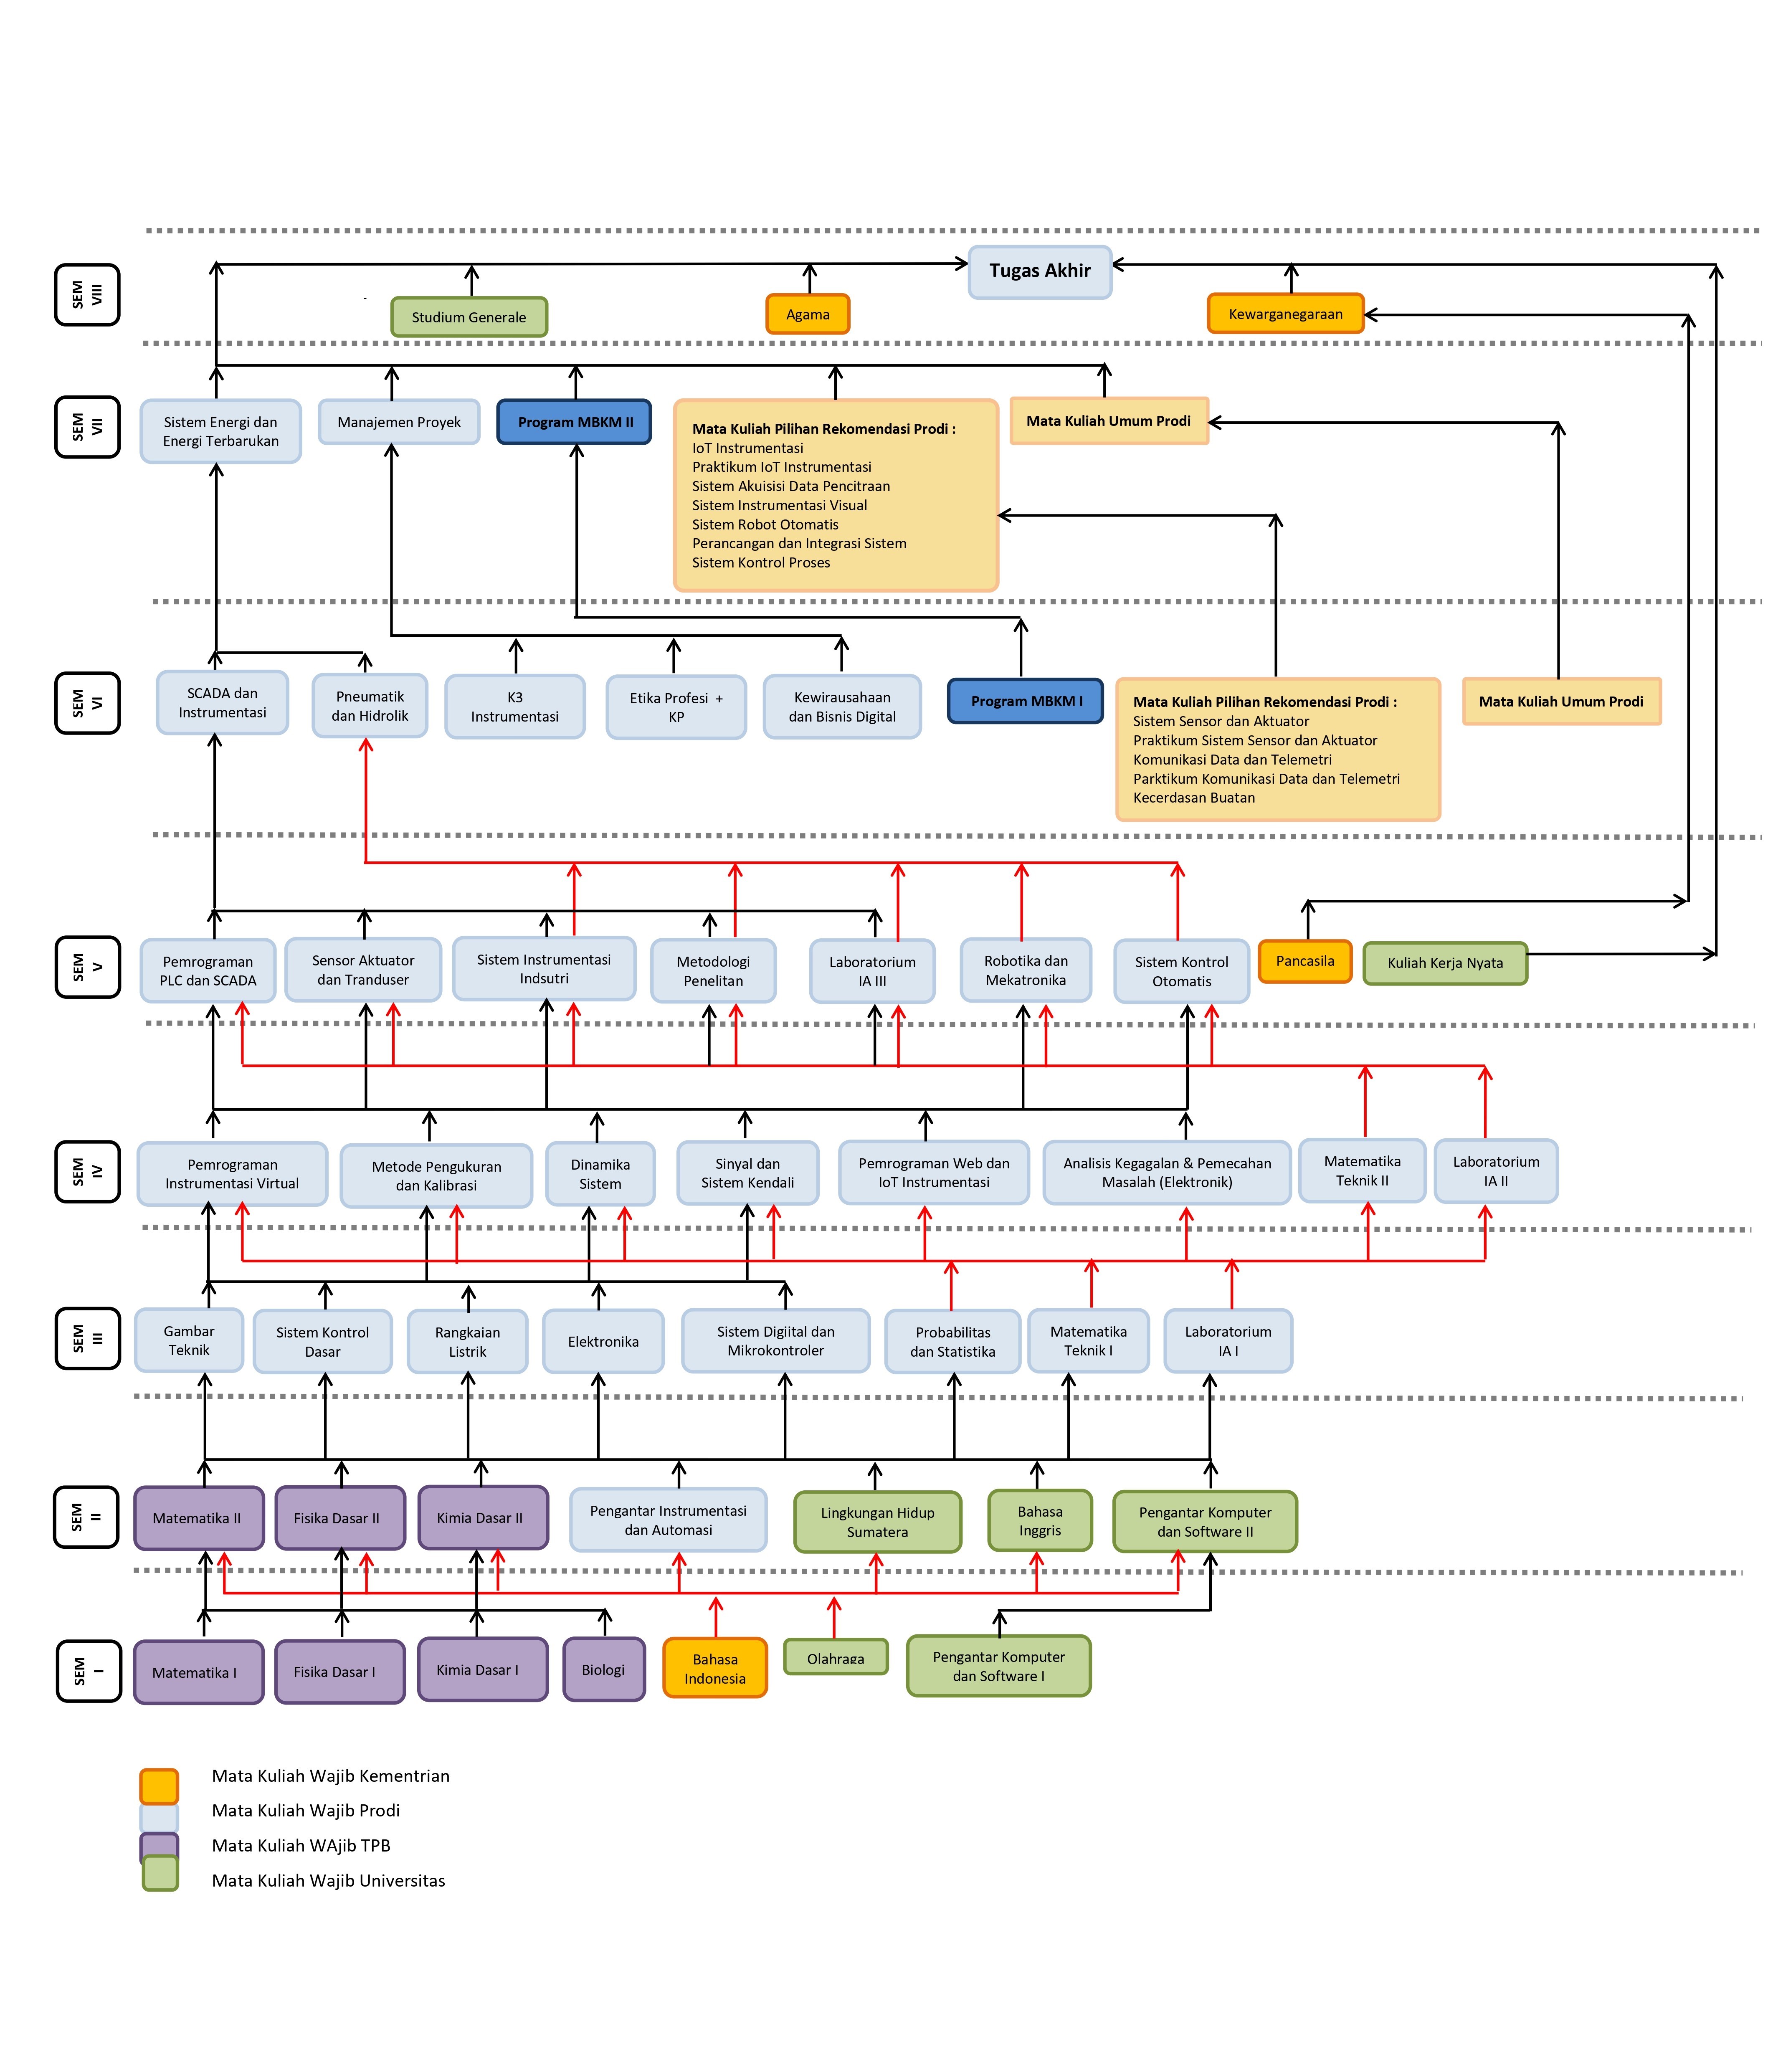 SEM
VIII
Tugas Akhir
Studium Generale
Agama
Kewarganegaraan
SEM
VII
Sistem Energi dan
Energi Terbarukan
Manajemen Proyek
Program MBKM II
Mata Kuliah Pilihan Rekomendasi Prodi :
IoT Instrumentasi
Praktikum IoT Instrumentasi
Sistem Akuisisi Data Pencitraan
Sistem Instrumentasi Visual
Sistem Robot Otomatis
Perancangan dan Integrasi Sistem
Sistem Kontrol Proses
Mata Kuliah Umum Prodi
SEM
VI
SCADA dan
Instrumentasi
Pneumatik
dan Hidrolik
K3
Instrumentasi
Etika Profesi +
KP
Kewirausahaan
dan Bisnis Digital
Program MBKM I
Mata Kuliah Pilihan Rekomendasi Prodi :
Sistem Sensor dan Aktuator
Praktikum Sistem Sensor dan Aktuator
Komunikasi Data dan Telemetri
Parktikum Komunikasi Data dan Telemetri
Kecerdasan Buatan
Mata Kuliah Umum Prodi
SEM
V
Pemrograman
PLC dan SCADA
Sensor Aktuator
dan Tranduser
Sistem Instrumentasi
Indsutri
Metodologi
Penelitan
Laboratorium
IA III
Robotika dan
Mekatronika
Sistem Kontrol
Otomatis
Pancasila
Kuliah Kerja Nyata
SEM
IV
Pemrograman
Instrumentasi Virtual
Metode Pengukuran
dan Kalibrasi
Dinamika
Sistem
Sinyal dan
Sistem Kendali
Pemrograman Web dan
IoT Instrumentasi
Analisis Kegagalan & Pemecahan
Masalah (Elektronik)
Matematika
Teknik II
Laboratorium
IA II
SEM
III
Gambar
Teknik
Sistem Kontrol
Dasar
Rangkaian
Listrik
Elektronika
Sistem Digiital dan
Mikrokontroler
Probabilitas
dan Statistika
Matematika
Teknik I
Laboratorium
IA I
SEM
II
Matematika II
Fisika Dasar II
Kimia Dasar II
Pengantar Instrumentasi
dan Automasi
Lingkungan Hidup
Sumatera
Bahasa
Inggris
Pengantar Komputer
dan Software II
SEM
I
Matematika I
Fisika Dasar I
Kimia Dasar I
Biologi
Bahasa
Indonesia
Olahraga
Pengantar Komputer
dan Software I
Mata Kuliah Wajib Kementrian
Mata Kuliah Wajib Prodi
Mata Kuliah WAjib TPB
Mata Kuliah Wajib Universitas